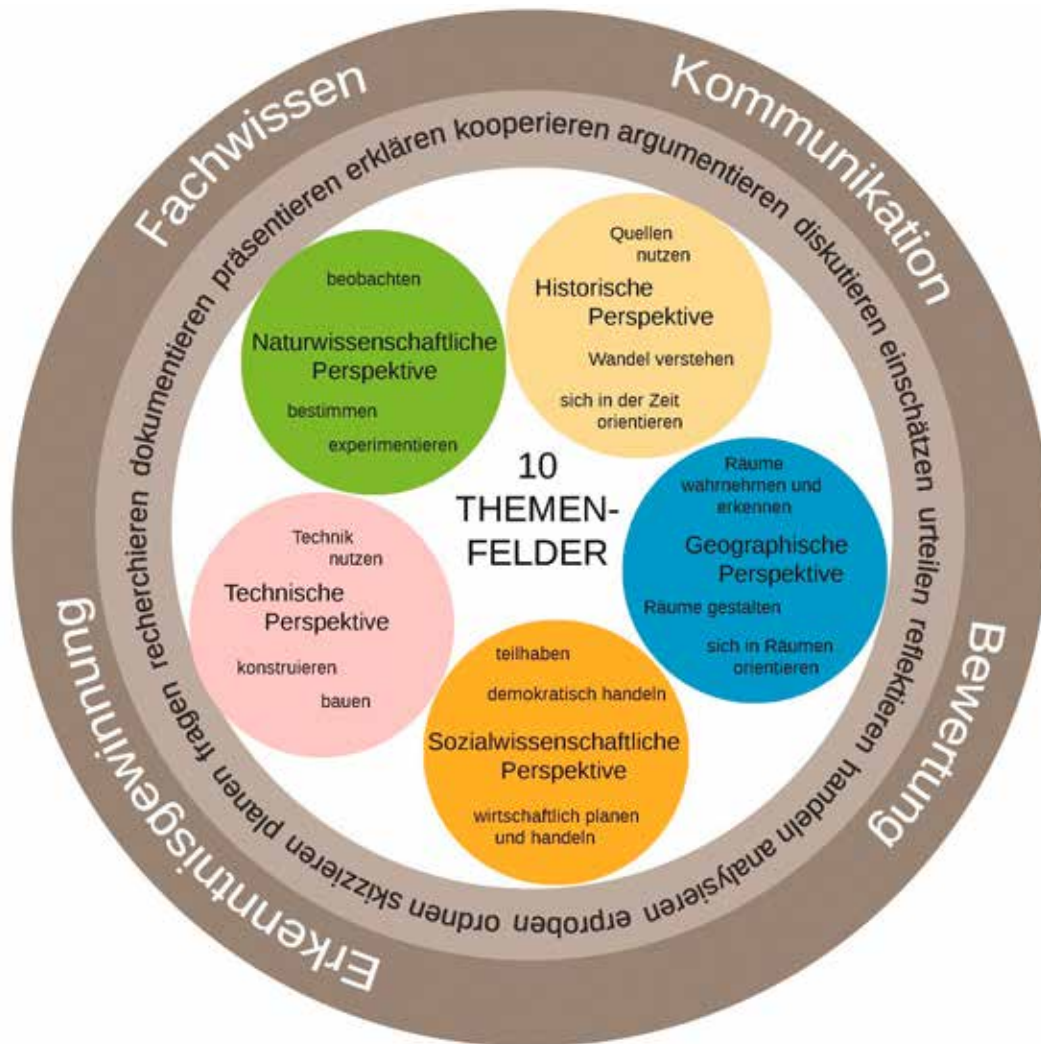 Fachwissen
Kommunikation
Bewertung
Erkenntnisgewinnung
fragen recherchieren dokumentieren präsentieren erklären kooperieren argumentieren diskutieren einschätzen urteilen reflektieren handeln analysieren erproben ordnen skizzieren planen
beobachten
Naturwissenschaftliche
Perspektive
bestimmen
experimentieren
Quellen
nutzen
Historische
Perspektive
Wandel verstehen
sich in der Zeit
orientieren
10
THEMEN-
FELDER
Räume
wahrnehmen und
erkennen
Geographische
Perspektive
Räume gestalten
sich in Räumen
orientieren
Technik
nutzen
Technische
Perspektive
konstruieren
bauen
teilhaben
demokratisch handeln
Sozialwissenschaftliche
Perspektive
wirtschaftlich planen
und handeln